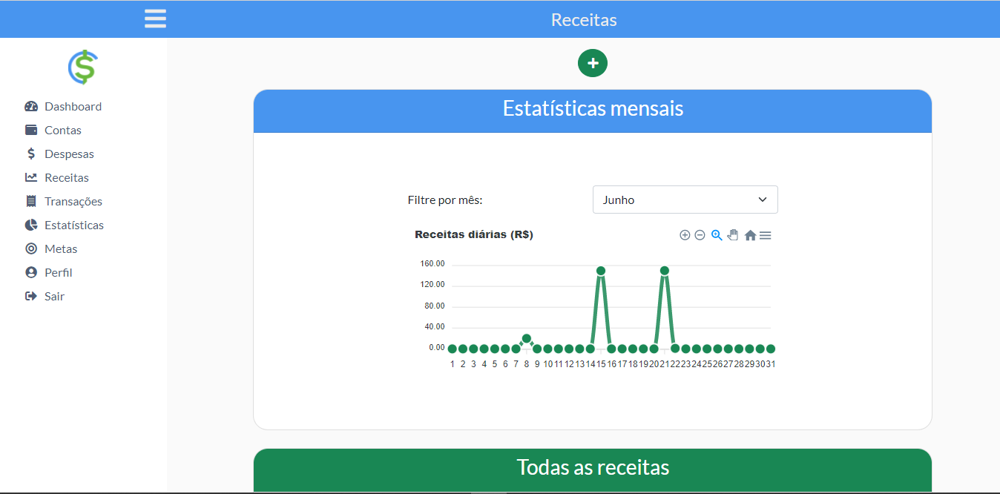 Receitas
Dashboard
Contas
Despesas
Receitas
Transações
Estatísticas
Metas
Perfil
Sair
Estatísticas mensais
Filtre por mês:
Junho
Receitas diárias (R$)
160.00
120.00
80.00
40.00
0.00
1 2 3 4 5 6 7 8 9 10 11 12 13 14 15 16 17 18 19 20 21 22 23 24 25 26 27 28 29 30 31
Todas as receitas